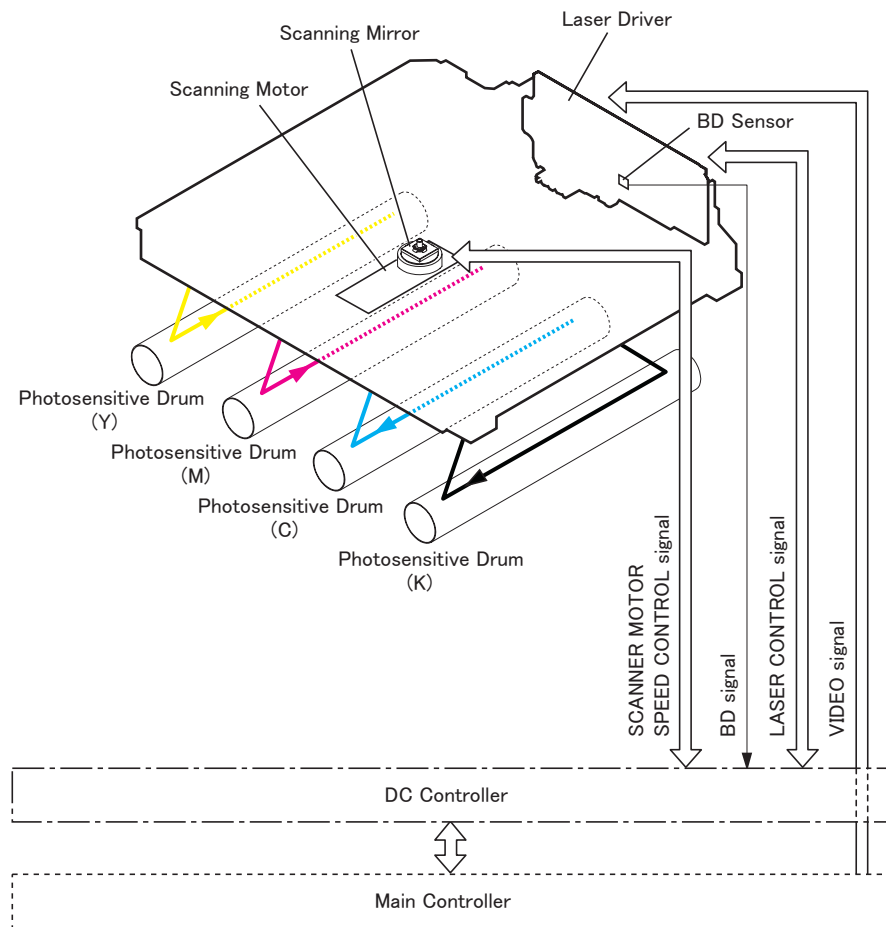 Scanning Mirror
Laser Driver
Scanning Motor
BD Sensor
Photosensitive Drum
(Y)
Photosensitive Drum
(M)
Photosensitive Drum
(C)
Photosensitive Drum
(K)
SCANNER MOTOR
SPEED CONTROL signal
BD signal
LASER CONTROL signal
VIDEO signal
DC Controller
Main Controller